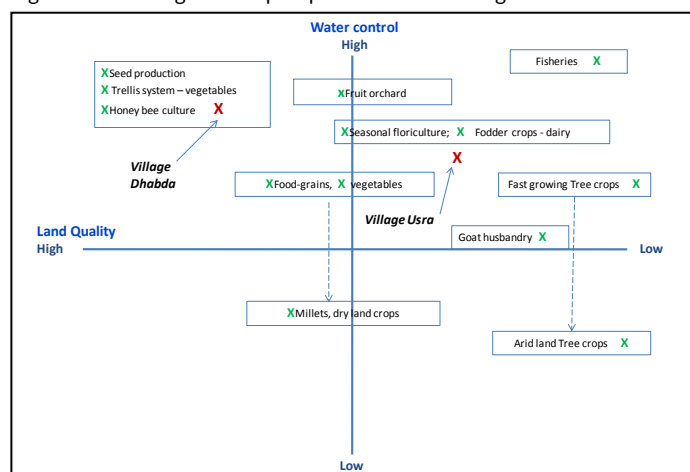 Water control
High
Fisheries X
XSeed production
X Trellis system – vegetables
XHoney bee culture X
XFruit orchard
XSeasonal floriculture; X Fodder crops - dairy
X
Village
Dhabda
XFood-grains, X vegetables
Fast growing Tree crops X
Village Usra
Land Quality
High
Goat husbandry X
Low
XMillets, dry land crops
Arid land Tree crops X
Low